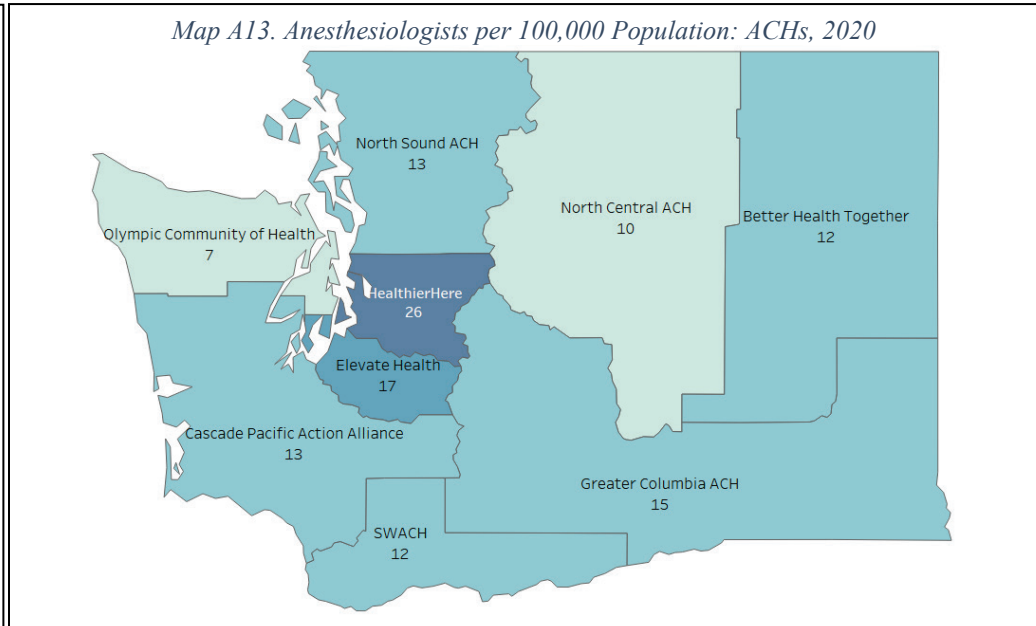 Map A13. Anesthesiologists per 100,000 Population: ACHs, 2020
North Sound ACH
13
North Central ACH
10
Better Health Together
12
Olympic Community of Health
7
HealthierHere
26
Elevate Health
17
Cascade Pacific Action Alliance
13
Greater Columbia ACH
15
SWACH
12